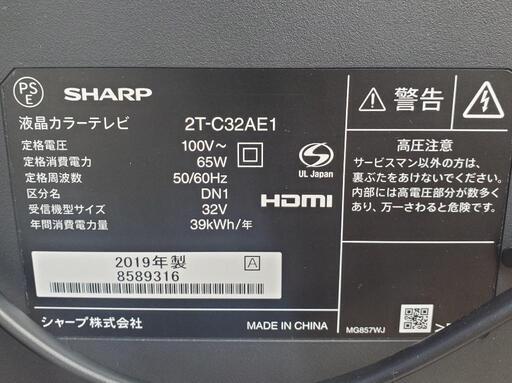 PS
E
SHARP
液晶カラーテレビ 2T-C32AE1
定格電圧 100V～
定格消費電力 65W
定格周波数 50/60Hz
区分名 DN1
受信機型サイズ 32V
年間消費電力量 39kWh/年
S
UL Japan
HDMI
2019年製 A
8589316
シャープ株式会社 MADE IN CHINA
警告
高圧注意
サービスマン以外の方は、
裏ぶたをあけないでください。
内部には高電圧部分が数多く
あり、万一さわると危険です。
MG857WJ